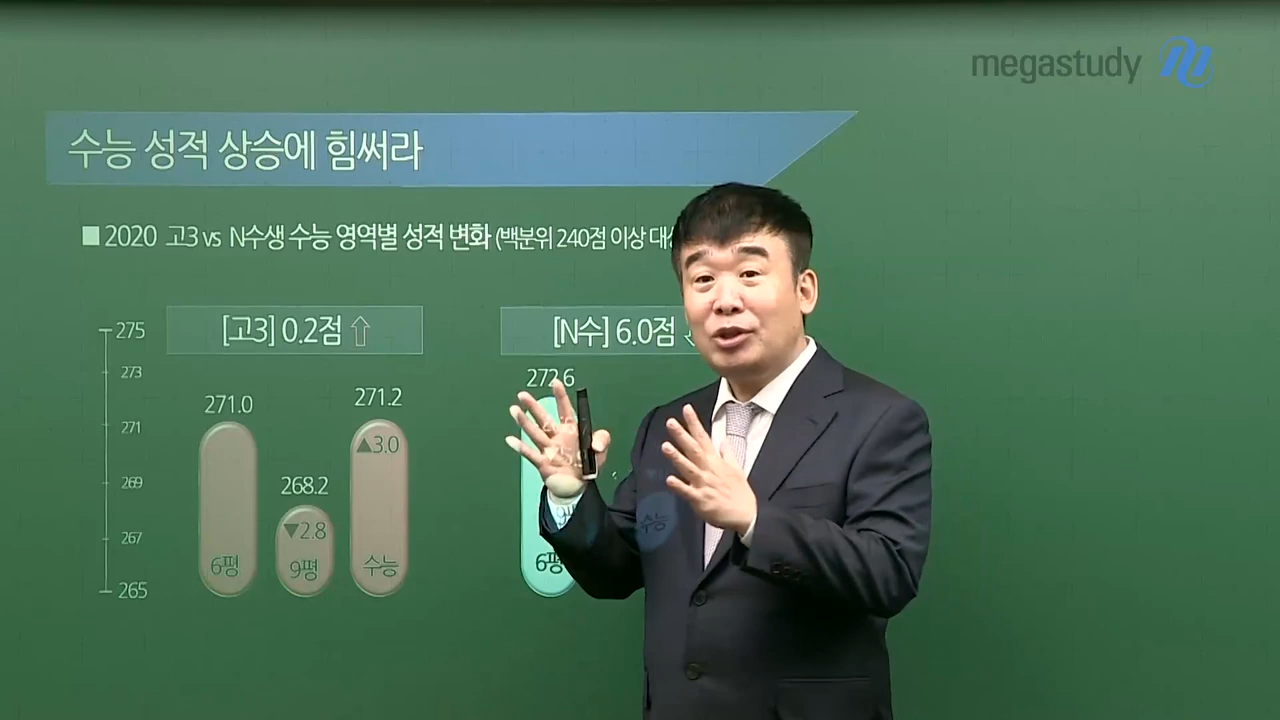 megastudy
수능 성적 상승에 힘써라
■ 2020 고3 vs N수생 수능 영역별 성적 변화 (백분위 240점 이상
[고3] 0.2점 ⇧
[N수] 6.0점
275
273
271
269
267
265
271.0
6평
268.2
▼2.8
9평
271.2
▲3.0
수능
272.6
6평
수능